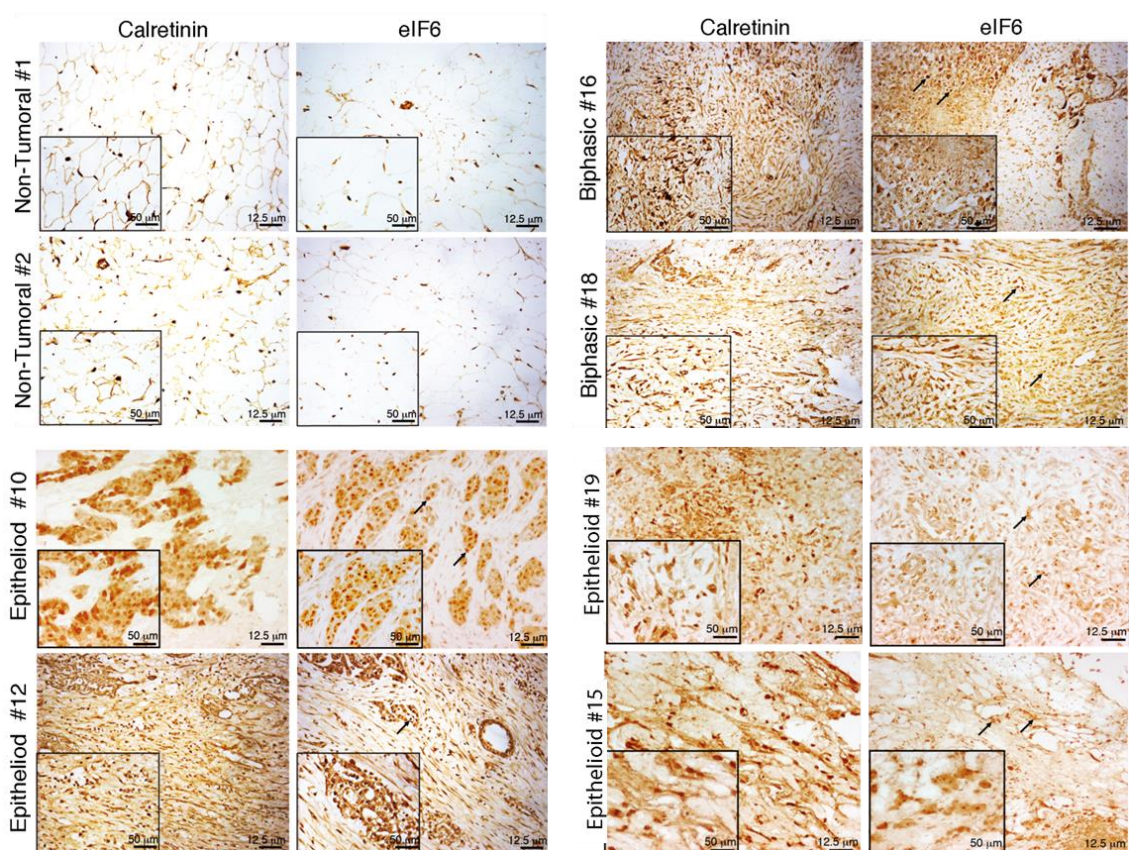 Calretinin eIF6
Non-Tumoral #1
50 µm 12.5 µm 50 µm 12.5 µm
Non-Tumoral #2
50 µm 12.5 µm 50 µm 12.5 µm
Epitheliod #10
50 µm 12.5 µm 50 µm 12.5 µm
Epitheliod #12
50 µm 12.5 µm 50 µm 12.5 µm
Calretinin eIF6
Biphasic #16
50 µm 12.5 µm 50 µm 12.5 µm
Biphasic #18
50 µm 12.5 µm 50 µm 12.5 µm
Epithelioid #19
50 µm 12.5 µm 50 µm 12.5 µm
Epithelioid #15
50 µm 12.5 µm 50 µm 12.5 µm